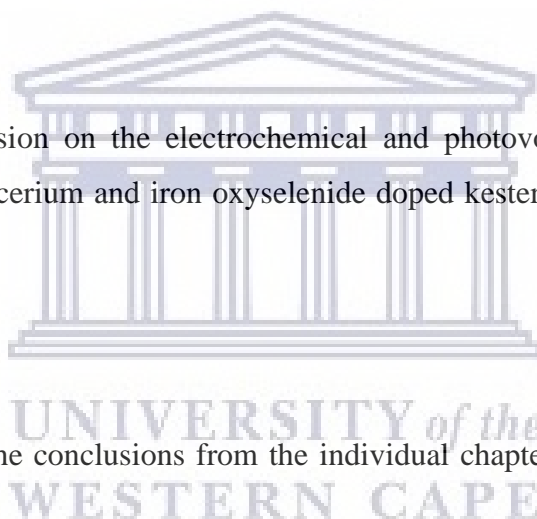 sion on the electrochemical and photovo
cerium and iron oxyselenide doped kester
UNIVERSITY of the
ne conclusions from the individual chapte
WESTERN CAPE